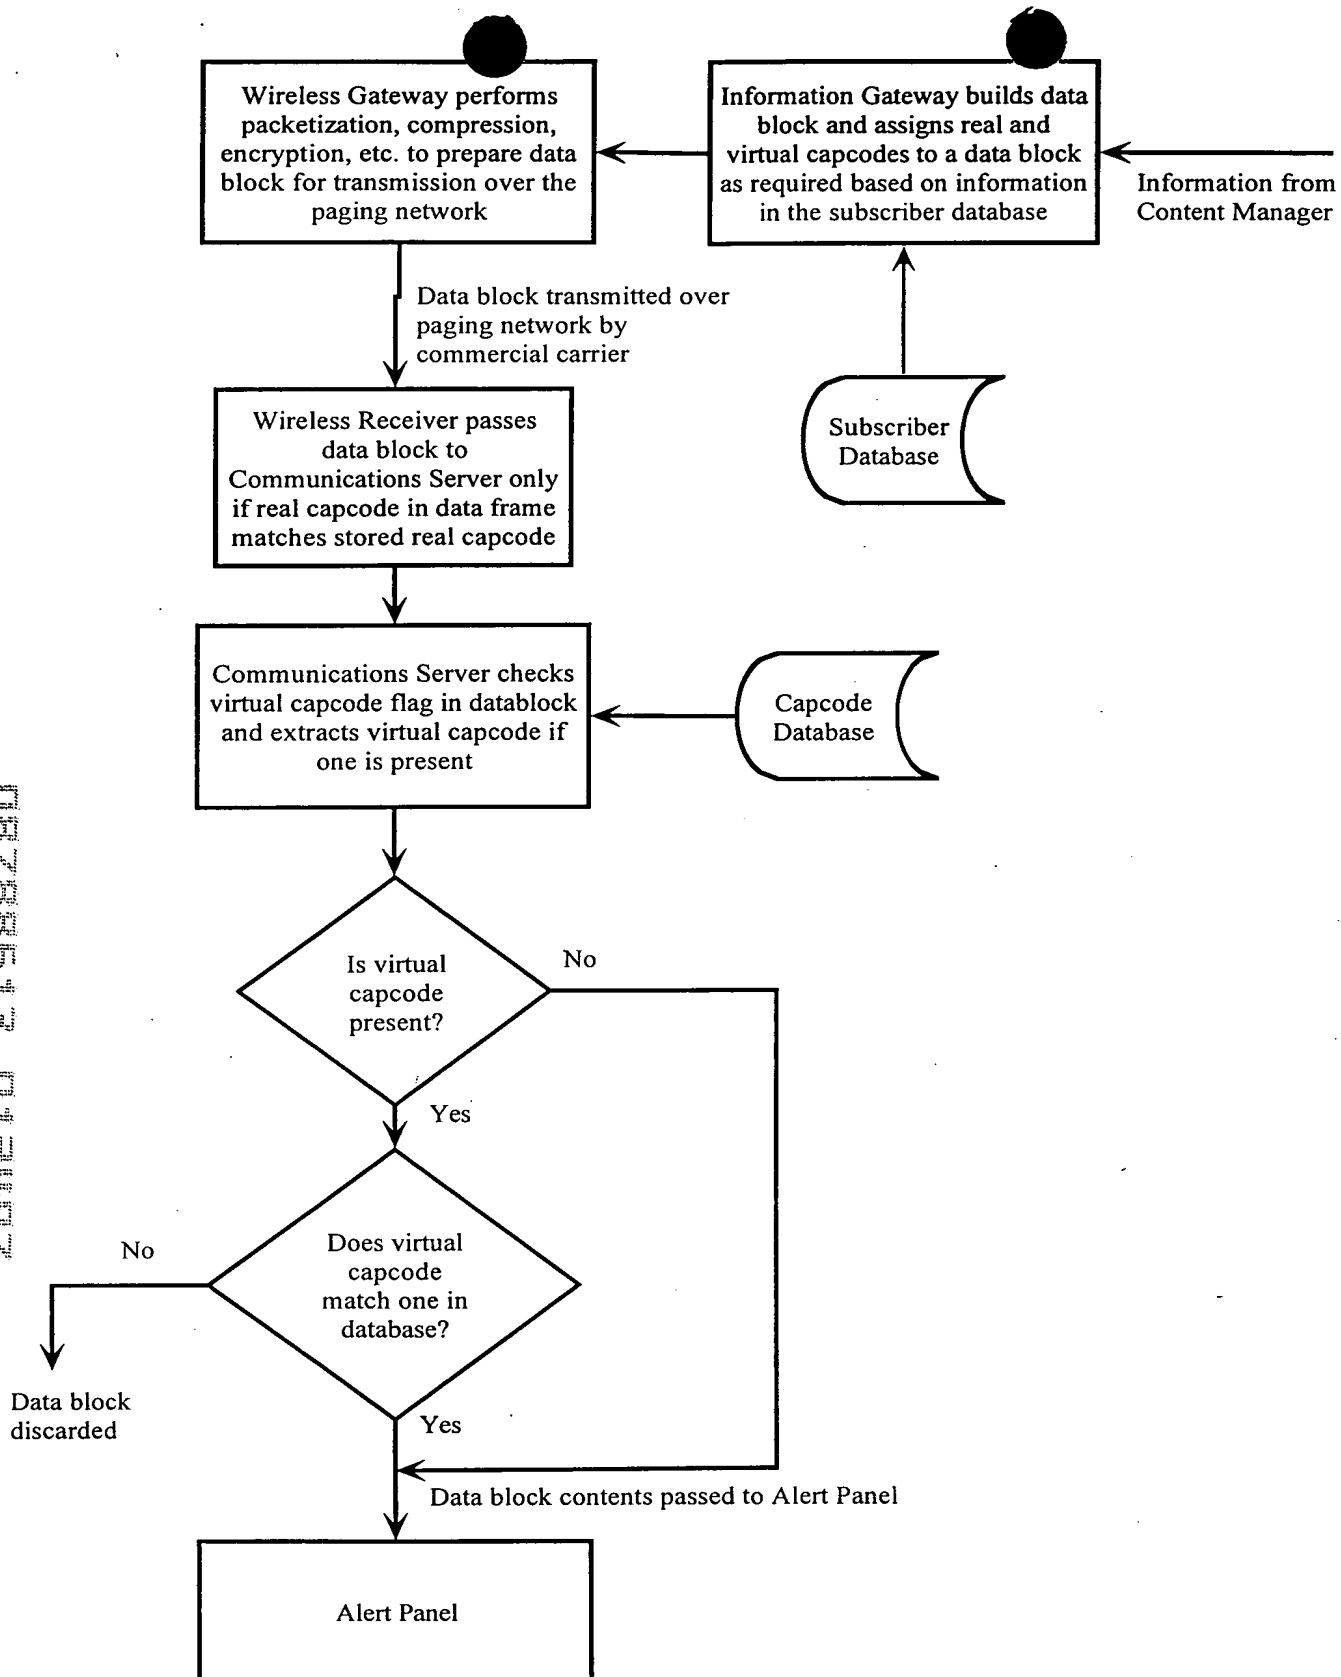 Wireless Gateway performs
packetization, compression,
encryption, etc. to prepare data
block for transmission over the
paging network
Information Gateway builds data
block and assigns real and
virtual capcodes to a data block
as required based on information
in the subscriber database
Information from
Content Manager
Data block transmitted over
paging network by
commercial carrier
Subscriber
Database
Wireless Receiver passes
data block to
Communications Server only
if real capcode in data frame
matches stored real capcode
Communications Server checks
virtual capcode flag in datablock
and extracts virtual capcode if
one is present
Capcode
Database
Is virtual
capcode
present?
No
Yes
Does virtual
capcode
match one in
database?
No
Data block
discarded
Yes
Data block contents passed to Alert Panel
Alert Panel